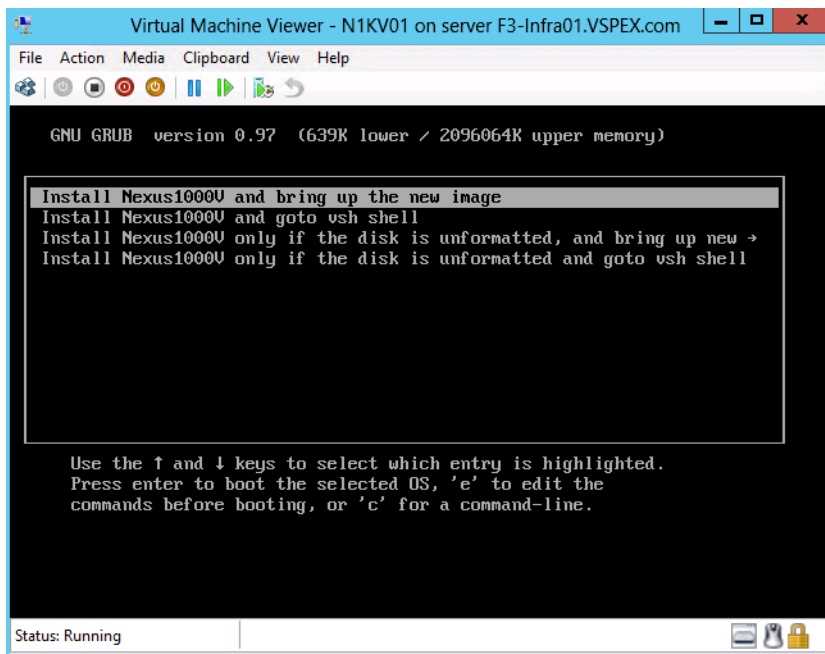 Virtual Machine Viewer - N1KV01 on server F3-Infra01.VSPEX.com
File Action Media Clipboard View Help
GNU GRUB version 0.97 (639K lower / 2096064K upper memory)
Install Nexus1000V and bring up the new image
Install Nexus1000V and goto vsh shell
Install Nexus1000V only if the disk is unformatted, and bring up new →
Install Nexus1000V only if the disk is unformatted and goto vsh shell
Use the ↑ and ↓ keys to select which entry is highlighted.
Press enter to boot the selected OS, 'e' to edit the
commands before booting, or 'c' for a command-line.
Status: Running